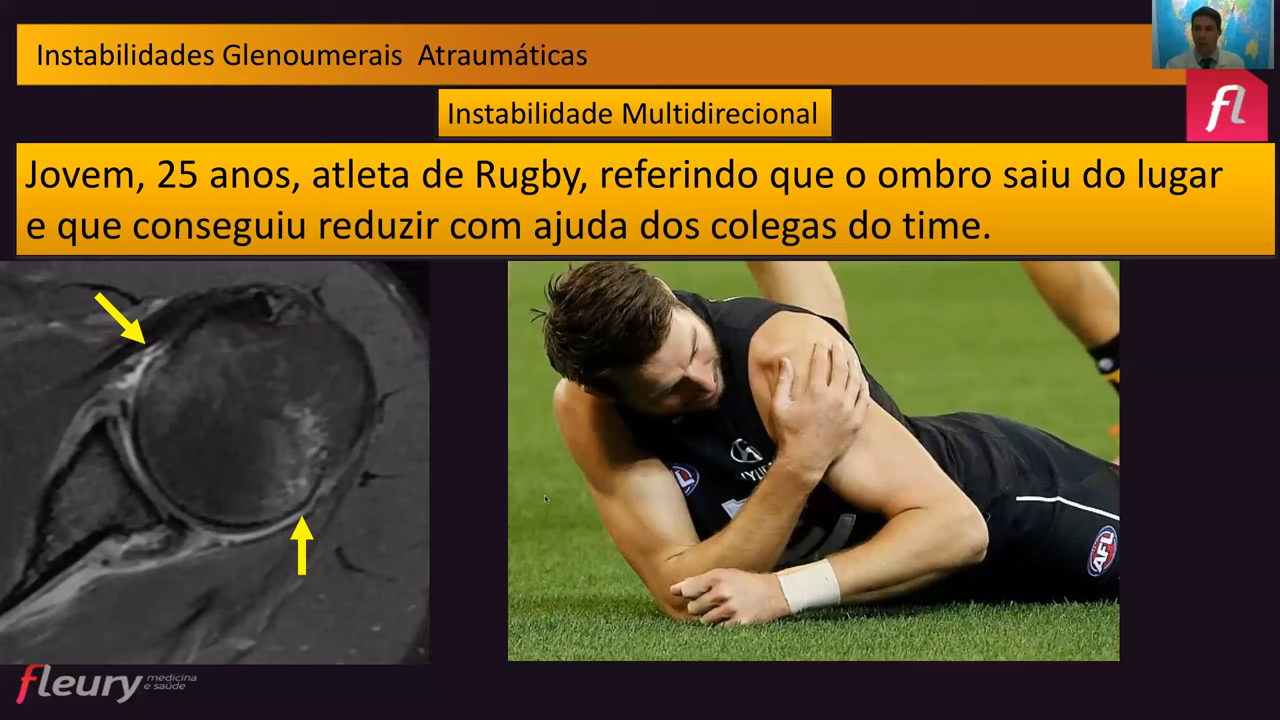 Instabilidades Glenoumerais Atraumáticas
fl
Instabilidade Multidirecional
Jovem, 25 anos, atleta de Rugby, referindo que o ombro saiu do lugar
e que conseguiu reduzir com ajuda dos colegas do time.
AFL
fleury medicina
e saúde